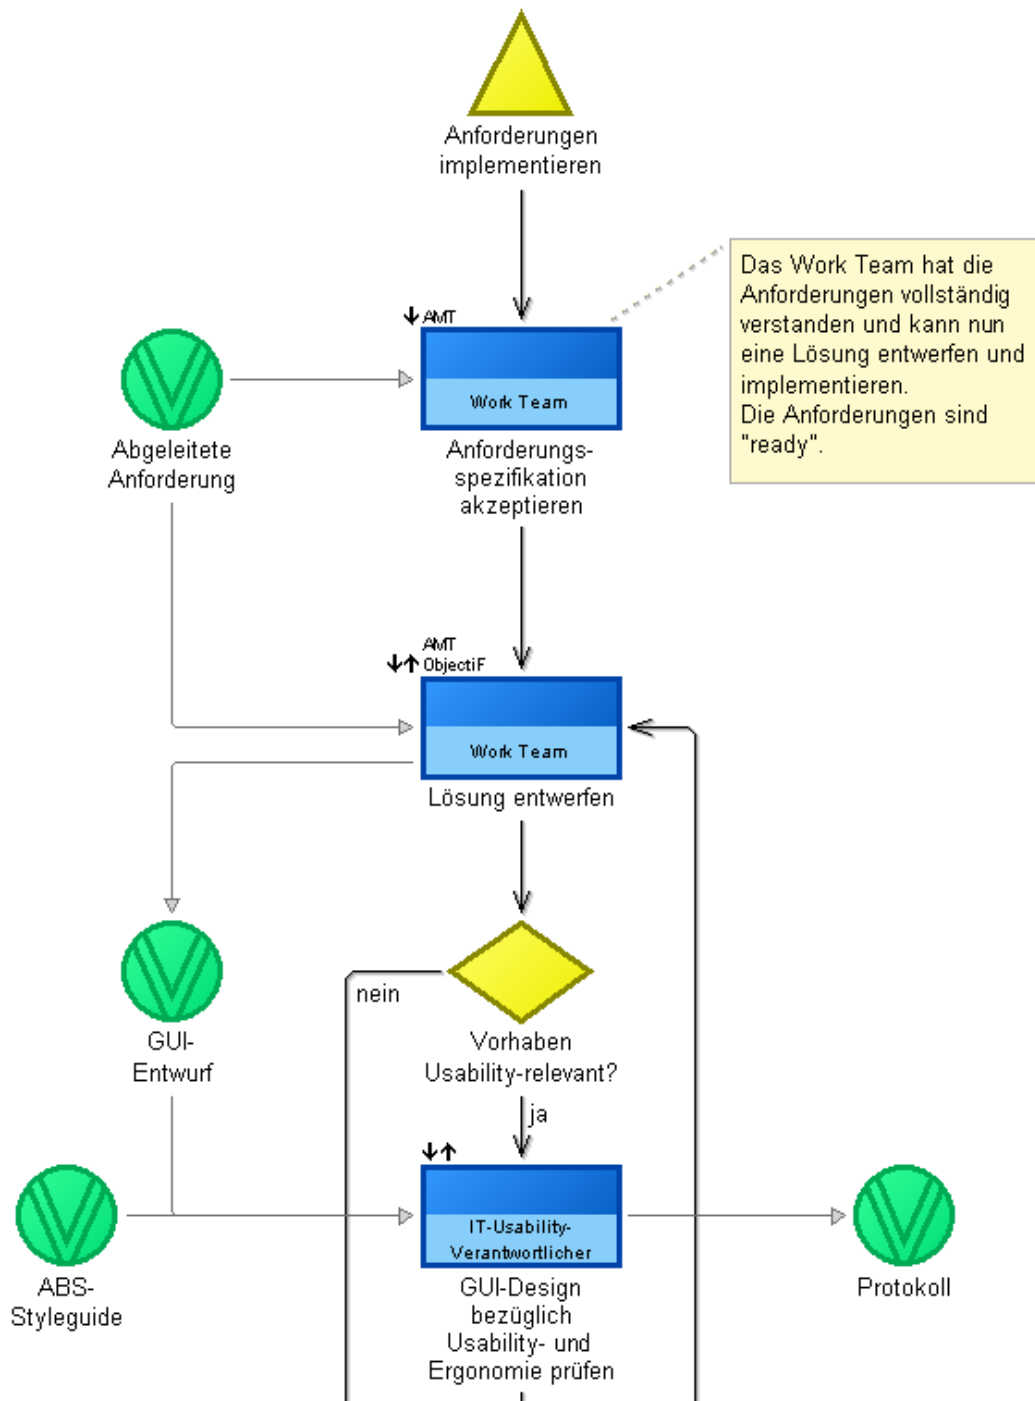 Anforderungen
implementieren
Das Work Team hat die
Anforderungen vollständig
verstanden und kann nun
eine Lösung entwerfen und
implementieren.
Die Anforderungen sind
"ready".
AMT
Work Team
Abgeleitete
Anforderung
Anforderungs-
spezifikation
akzeptieren
AMT
ObjectiF
Work Team
Lösung entwerfen
nein
GUI-
Entwurf
Vorhaben
Usability-relevant?
ja
IT-Usability-
Verantwortlicher
ABS-
Styleguide
GUI-Design
bezüglich
Usability- und
Ergonomie prüfen
Protokoll